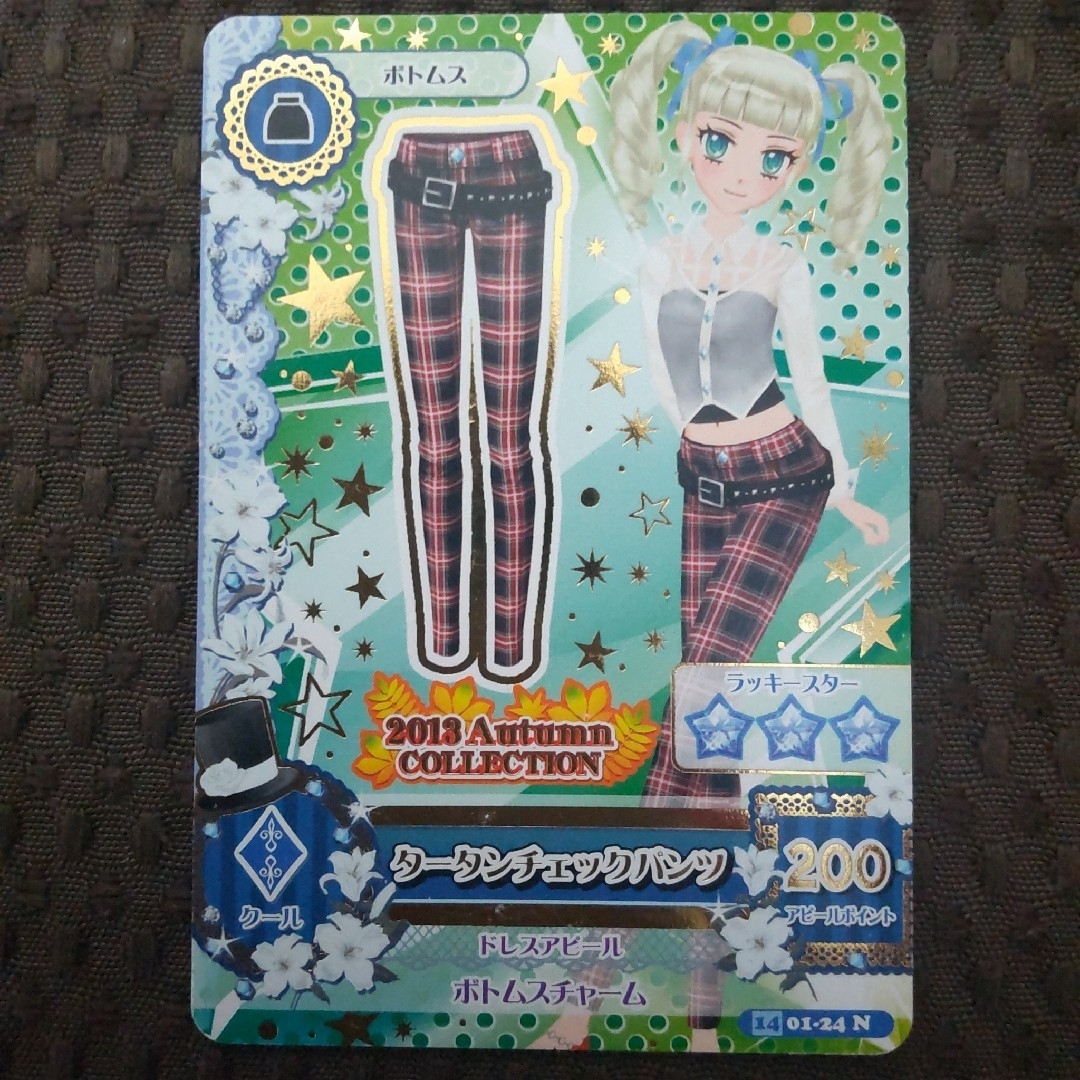 ボトムス
2013 Autumn
COLLECTION
ラッキースター
クール
タータンチェックパンツ
200
アピールポイント
ドレスアピール
ボトムスチャーム
14 01-24 N